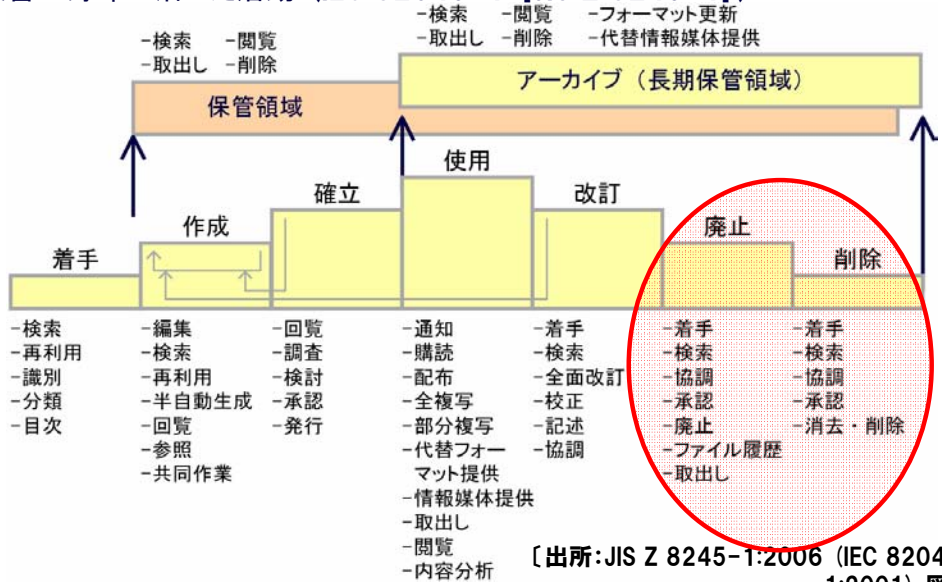 -検索 -閲覧 -フォーマット更新
-取出し -削除 -代替情報媒体提供
-検索 -閲覧
-取出し -削除
アーカイブ（長期保管領域）
保管領域
使用
確立
改訂
作成
廃止
着手
削除
-検索
-再利用
-識別
-分類
-目次
-編集
-検索
-再利用
-半自動生成
-回覧
-参照
-共同作業
-回覧
-調査
-検討
-承認
-発行
-通知
-購読
-配布
-全複写
-部分複写
-代替フォー
マット提供
-情報媒体提供
-取出し
-閲覧
-内容分析
-着手
-検索
-全面改訂
-校正
-記述
-協調
-着手
-検索
-協調
-承認
-廃止
-ファイル履歴
-取出し
-着手
-検索
-協調
-承認
-消去・削除
〔出所:JIS Z 8245-1:2006 (IEC 8204
1:2001)